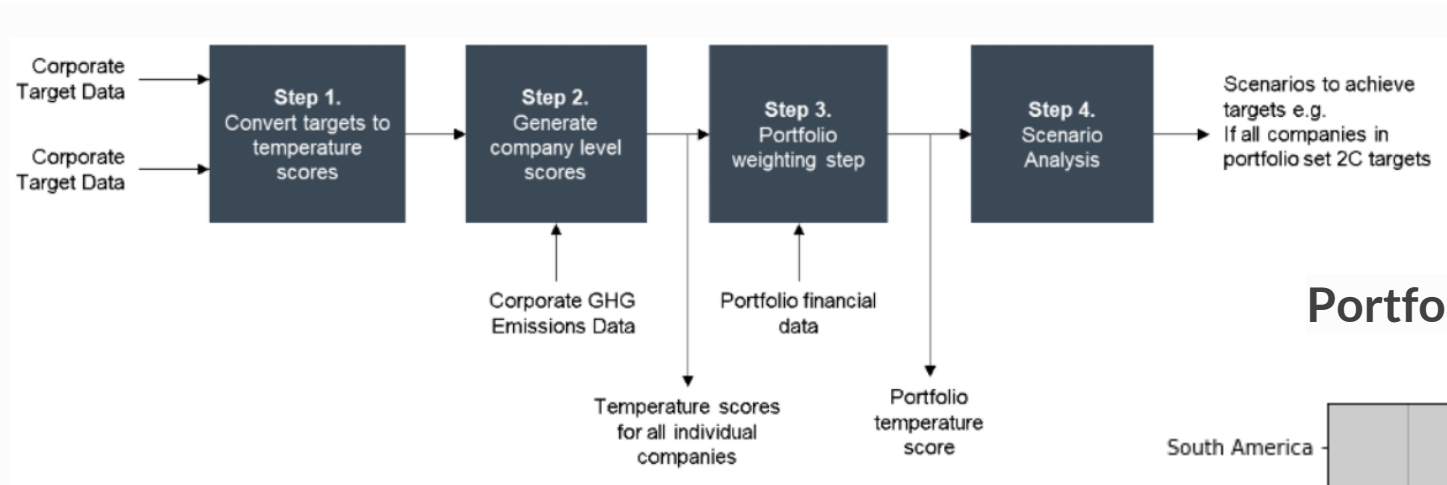 Corporate
Target Data
Corporate
Target Data
Step 1.
Convert targets to
temperature
scores
Step 2.
Generate
company level
scores
Step 3.
Portfolio
weighting step
Step 4.
Scenario
Analysis
Scenarios to achieve
targets e.g.
If all companies in
portfolio set 2C targets
Corporate GHG
Emissions Data
Portfolio financial
data
Temperature scores
for all individual
companies
Portfolio
temperature
score
Portfo
South America